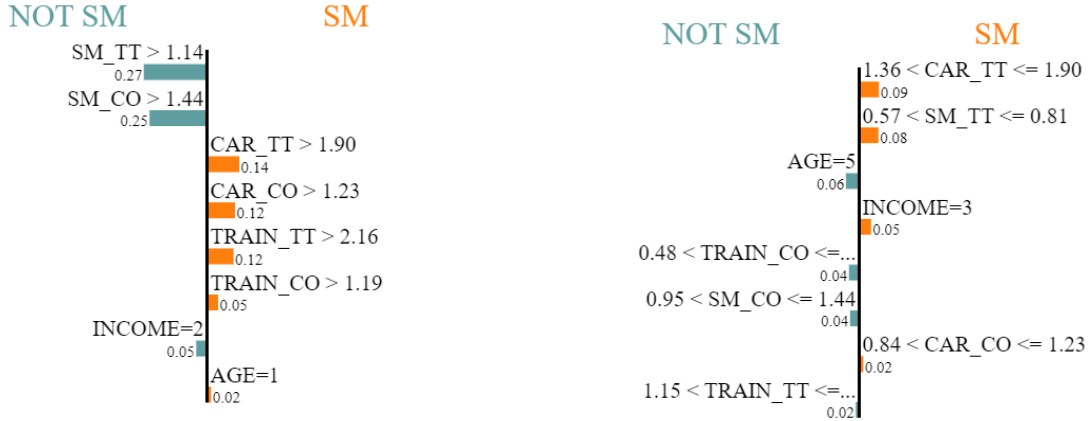 NOT SM
SM
SM_TT > 1.14
0.27
SM_CO > 1.44
0.25
CAR_TT > 1.90
0.14
CAR_CO > 1.23
0.12
TRAIN_TT > 2.16
0.12
TRAIN_CO > 1.19
0.05
INCOME=2
0.05
AGE=1
0.02
NOT SM
SM
1.36 < CAR_TT <= 1.90
0.09
0.57 < SM_TT <= 0.81
0.08
AGE=5
0.06
INCOME=3
0.05
0.48 < TRAIN_CO <=...
0.04
0.95 < SM_CO <= 1.44
0.04
0.84 < CAR_CO <= 1.23
0.02
1.15 < TRAIN_TT <=...
0.02